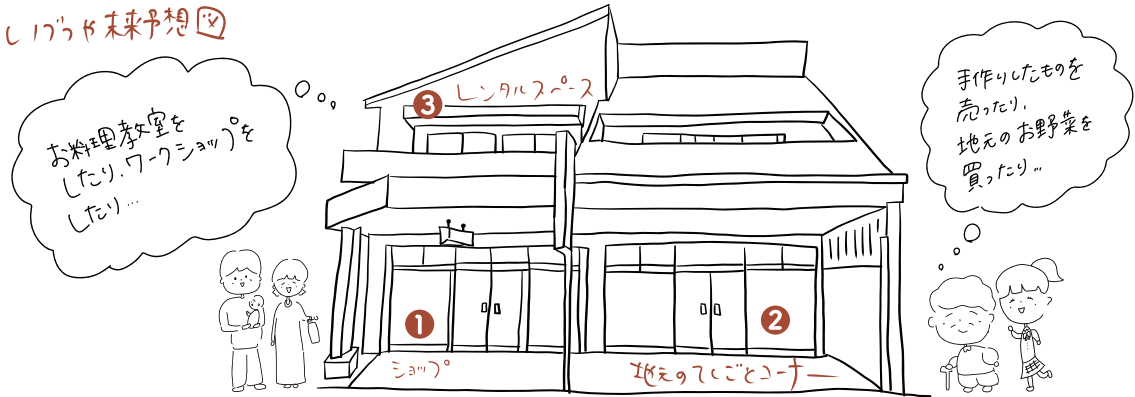 いづつや未来予想図
お料理教室を
したり、ワークショップを
したり…
3 レンタルスペース
手作りしたものを
売ったり、
地元のお野菜を
買ったり…
1
ショップ
2
地元のてしごとコーナー